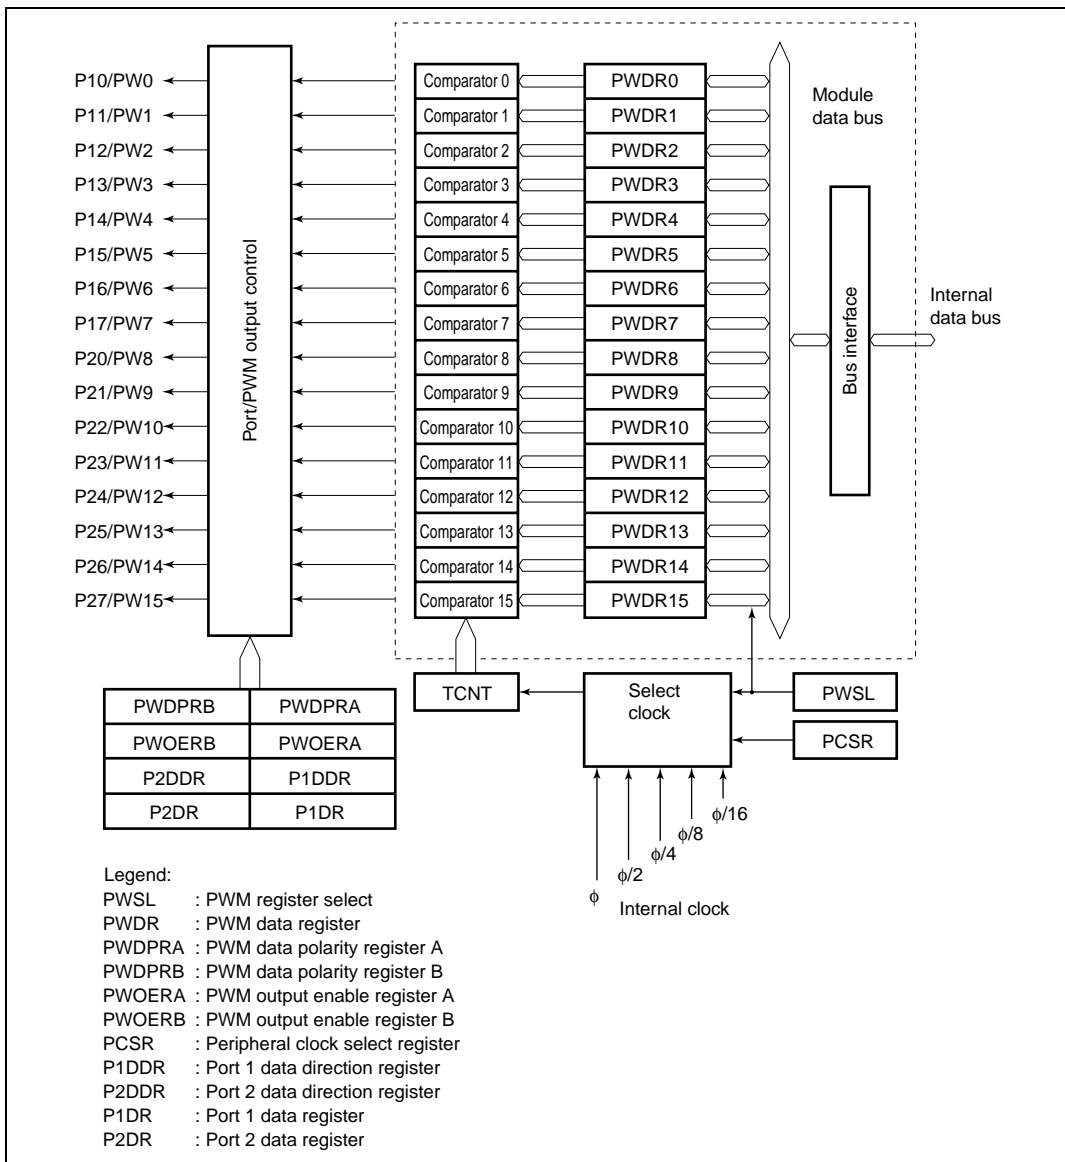 P10/PW0
P11/PW1
P12/PW2
P13/PW3
P14/PW4
P15/PW5
P16/PW6
P17/PW7
P20/PW8
P21/PW9
P22/PW10
P23/PW11
P24/PW12
P25/PW13
P26/PW14
P27/PW15
Port/PWM output control
Comparator 0
Comparator 1
Comparator 2
Comparator 3
Comparator 4
Comparator 5
Comparator 6
Comparator 7
Comparator 8
Comparator 9
Comparator 10
Comparator 11
Comparator 12
Comparator 13
Comparator 14
Comparator 15
PWDR0
PWDR1
PWDR2
PWDR3
PWDR4
PWDR5
PWDR6
PWDR7
PWDR8
PWDR9
PWDR10
PWDR11
PWDR12
PWDR13
PWDR14
PWDR15
Module
data bus
Bus interface
Internal
data bus
TCNT
Select
clock
PWSL
PCSR
PWDPRB PWDPRA
PWOERB PWOERA
P2DDR P1DDR
P2DR P1DR
ϕ/16
ϕ/8
ϕ/4
ϕ/2
ϕ
Internal clock
Legend:
PWSL : PWM register select
PWDR : PWM data register
PWDPRA : PWM data polarity register A
PWDPRB : PWM data polarity register B
PWOERA : PWM output enable register A
PWOERB : PWM output enable register B
PCSR : Peripheral clock select register
P1DDR : Port 1 data direction register
P2DDR : Port 2 data direction register
P1DR : Port 1 data register
P2DR : Port 2 data register